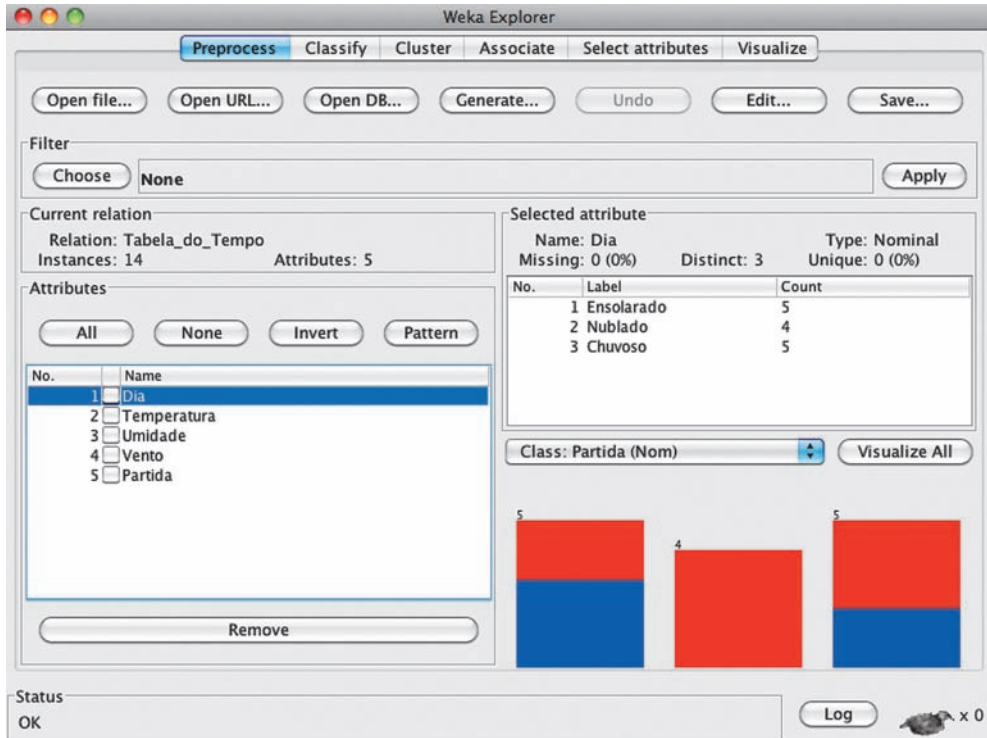 Weka Explorer
Preprocess Classify Cluster Associate Select attributes Visualize
Open file... Open URL... Open DB... Generate... Undo Edit... Save...
Filter
Choose None Apply
Current relation
Relation: Tabela_do_Tempo
Instances: 14 Attributes: 5
Attributes
All None Invert Pattern
No. Name
1 Dia
2 Temperatura
3 Umidade
4 Vento
5 Partida
Remove
Selected attribute
Name: Dia Type: Nominal
Missing: 0 (0%) Distinct: 3 Unique: 0 (0%)
No. Label Count
1 Ensolarado 5
2 Nublado 4
3 Chuvoso 5
Class: Partida (Nom) Visualize All
5 4 5
Status
OK
Log x 0